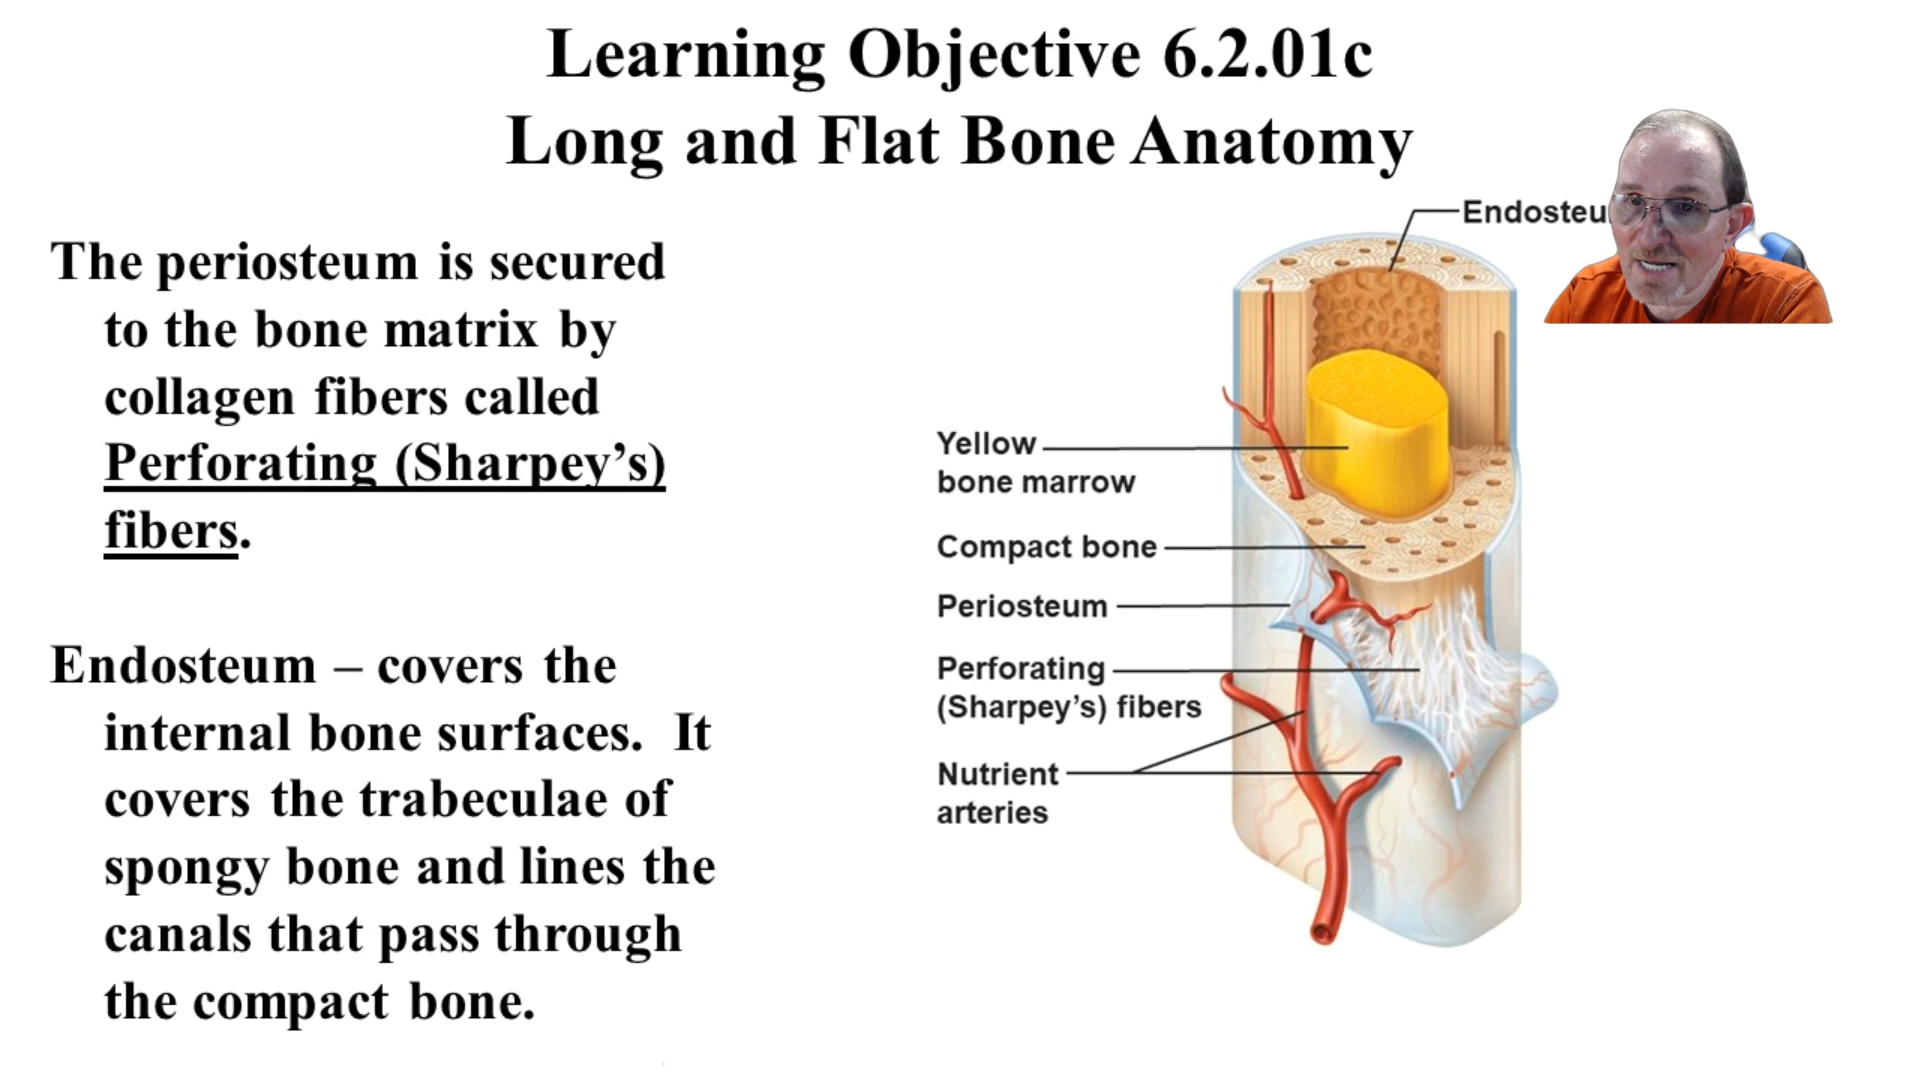 Learning Objective 6.2.01c
Long and Flat Bone Anatomy
The periosteum is secured
to the bone matrix by
collagen fibers called
Perforating (Sharpey’s)
fibers.
Endosteum – covers the
internal bone surfaces. It
covers the trabeculae of
spongy bone and lines the
canals that pass through
the compact bone.
Endosteu
Yellow
bone marrow
Compact bone
Periosteum
Perforating
(Sharpey’s) fibers
Nutrient
arteries